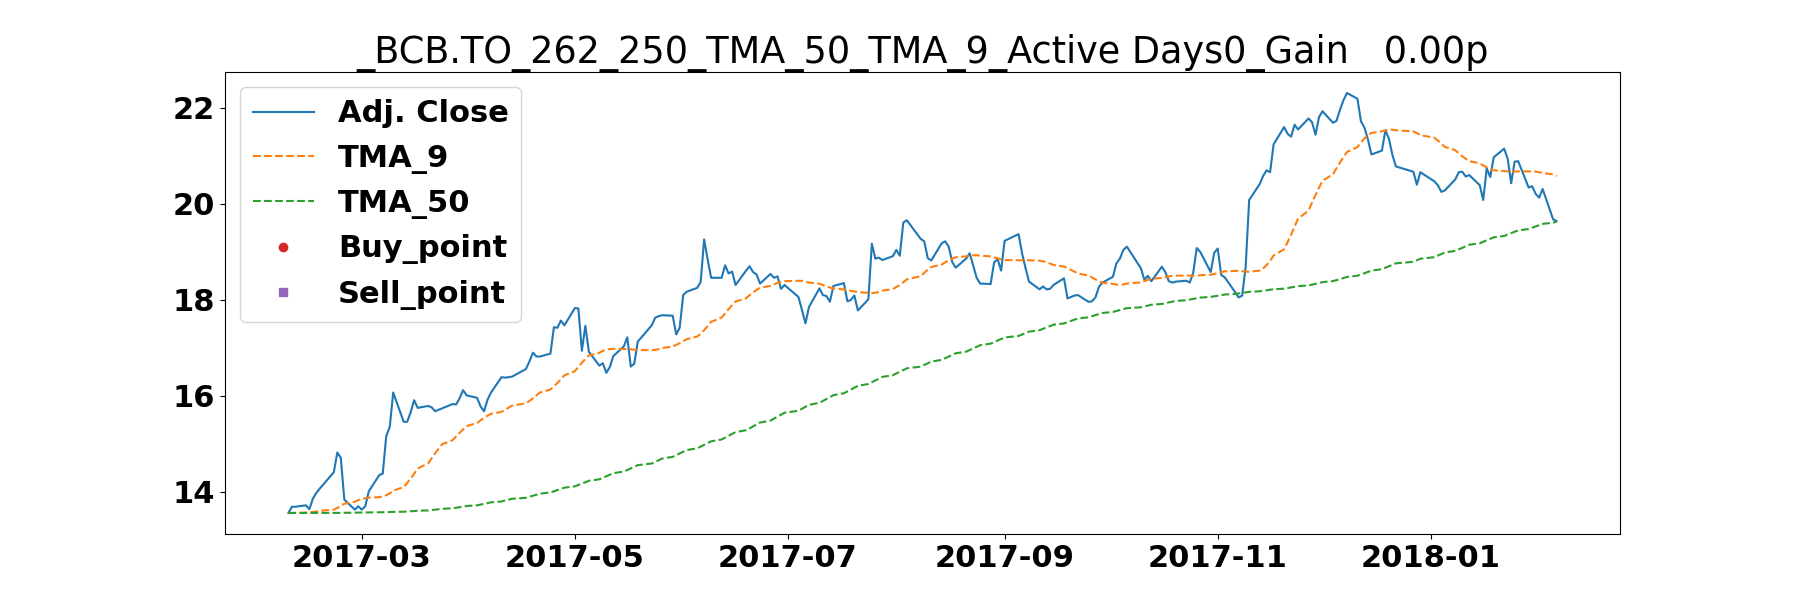 _BCB.TO_262_250_TMA_50_TMA_9_Active Days0_Gain   0.00p
Adj. Close
TMA_9
TMA_50
Buy_point
Sell_point
22
20
18
16
14
2017-03
2017-05
2017-07
2017-09
2017-11
2018-01